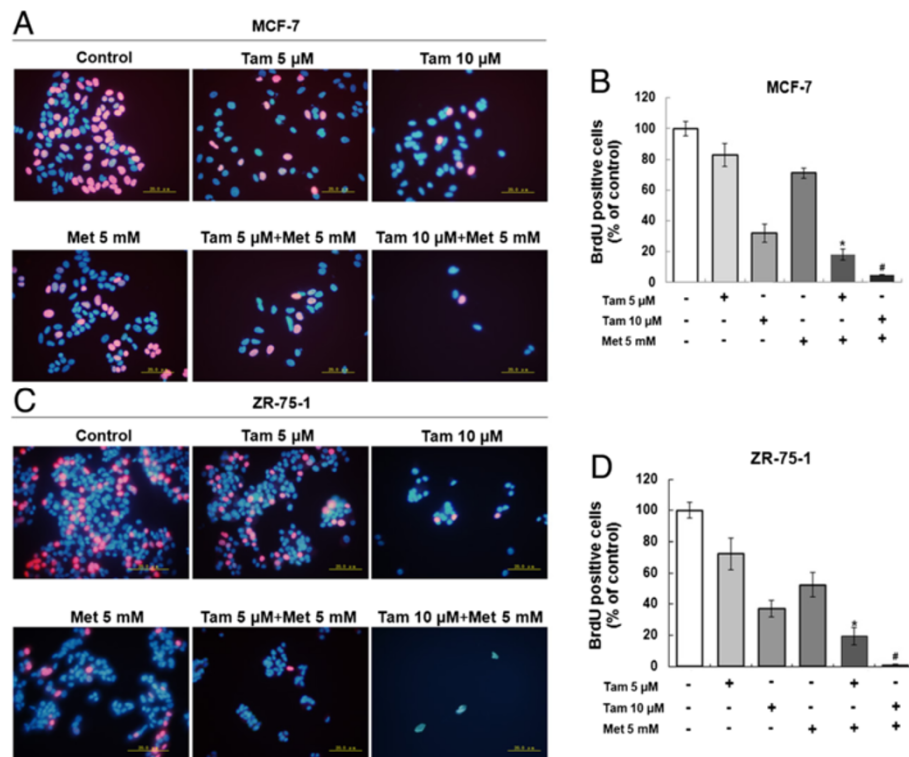 A
MCF-7
Control Tam 5 µM Tam 10 µM
Met 5 mM Tam 5 µM+Met 5 mM Tam 10 µM+Met 5 mM
B
MCF-7
BrdU positive cells
(% of control)
120
100
80
60
40
20
0
*
#
Tam 5 µM - + - - + -
Tam 10 µM - - + - - +
Met 5 mM - - - + + +
C
ZR-75-1
Control Tam 5 µM Tam 10 µM
Met 5 mM Tam 5 µM+Met 5 mM Tam 10 µM+Met 5 mM
D
ZR-75-1
BrdU positive cells
(% of control)
120
100
80
60
40
20
0
*
#
Tam 5 µM - + - - + -
Tam 10 µM - - + - - +
Met 5 mM - - - + + +